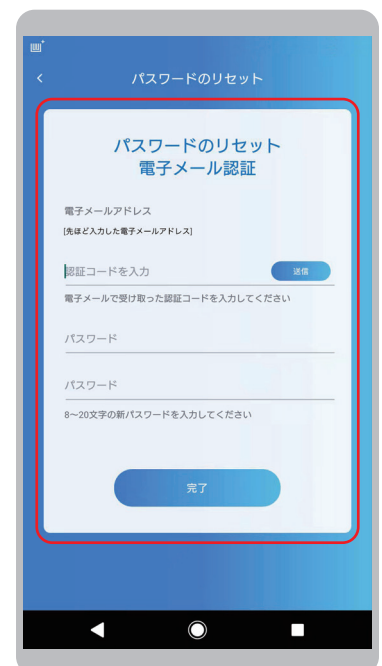 パスワードのリセット
パスワードのリセット
電子メール認証
電子メールアドレス
[先ほど入力した電子メールアドレス]
認証コードを入力
送信
電子メールで受け取った認証コードを入力してください
パスワード
パスワード
8〜20文字の新パスワードを入力してください
完了